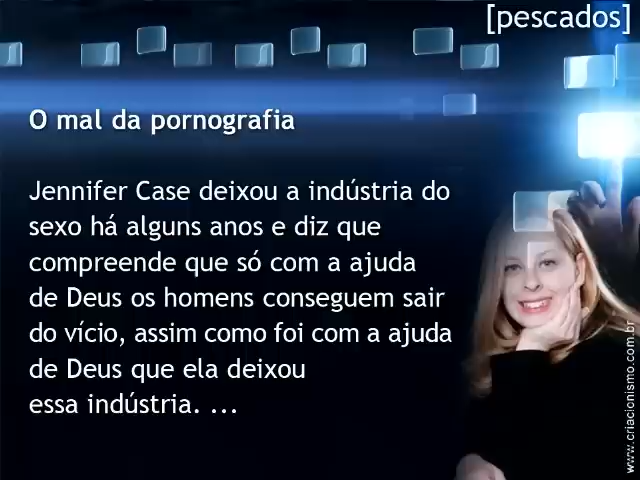 [pescados]
O mal da pornografia
Jennifer Case deixou a indústria do
sexo há alguns anos e diz que
compreende que só com a ajuda
de Deus os homens conseguem sair
do vício, assim como foi com a ajuda
de Deus que ela deixou
essa indústria. ...
www.criacionismo.com.br